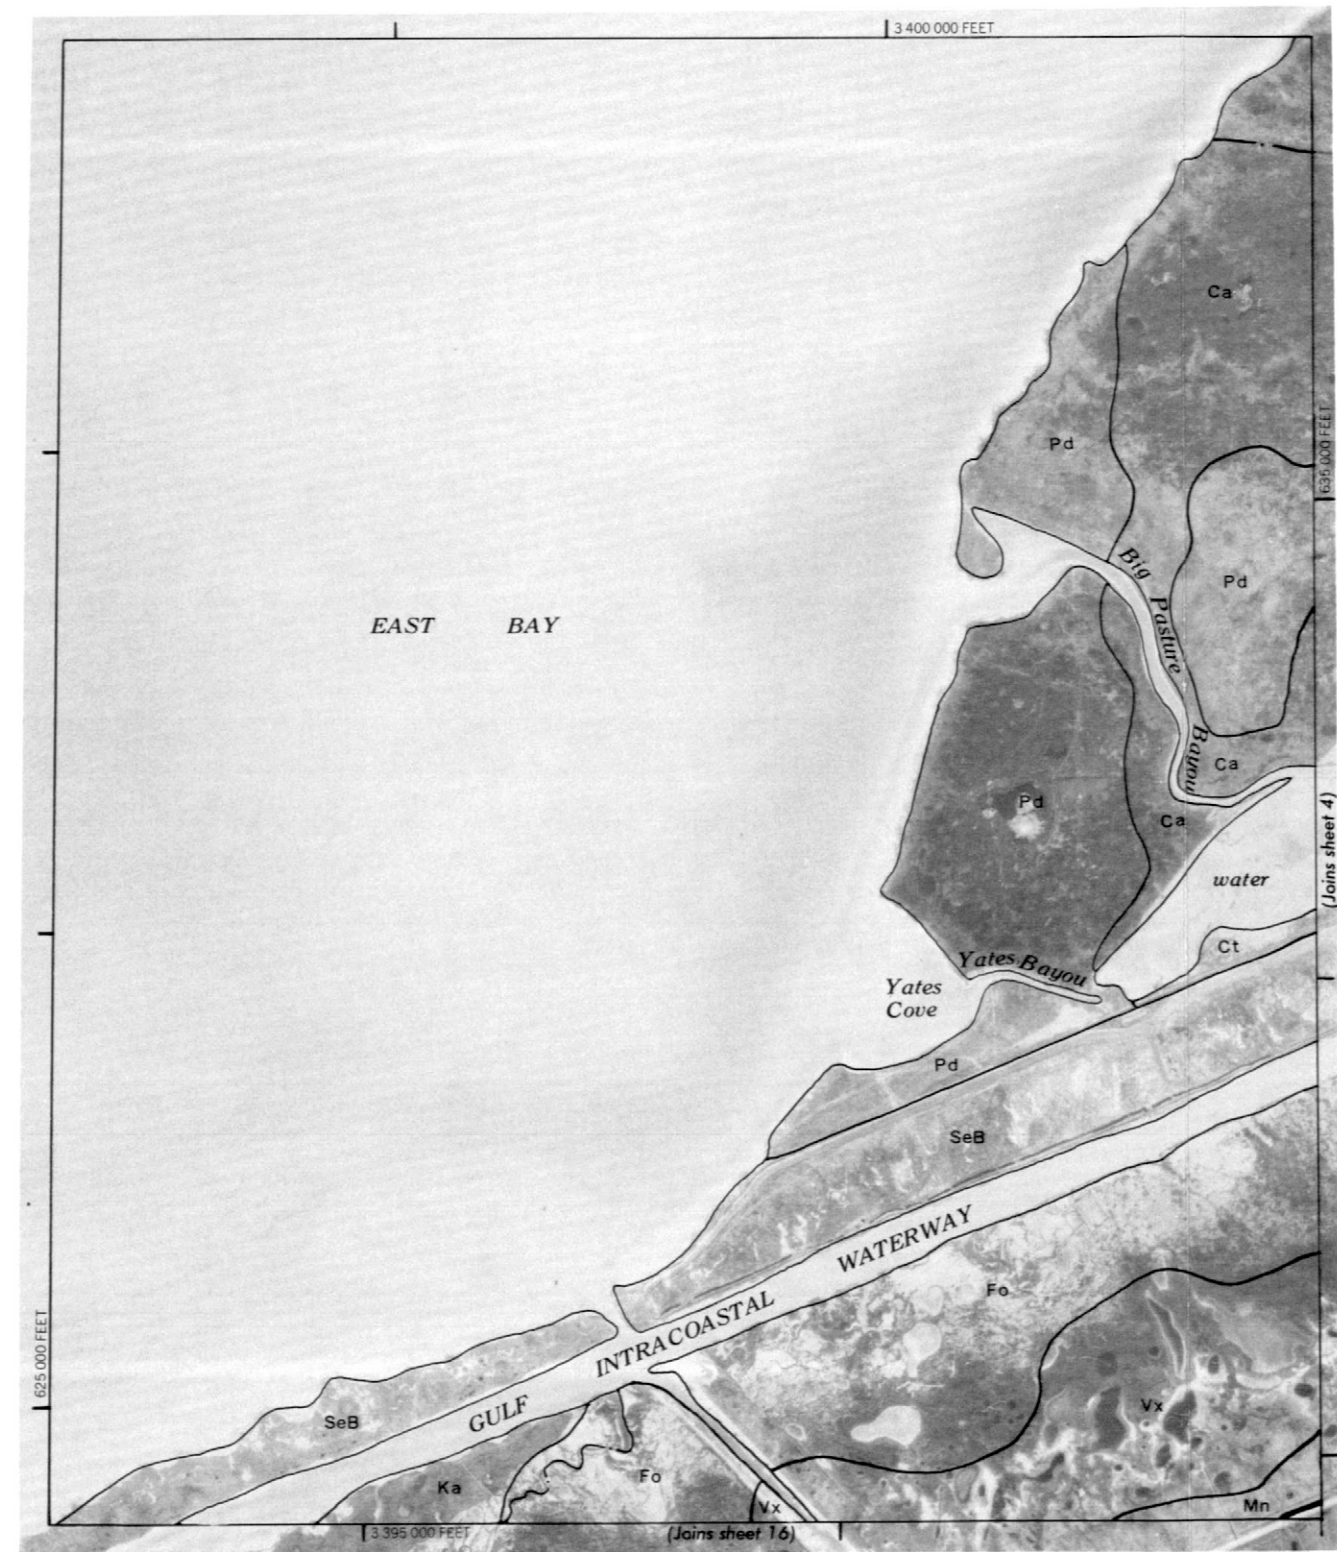 3 400 000 FEET
Ca
635 000 FEET
Pd
Big Pasture Bayou
Pd
EAST BAY
Ca
Pd
Ca
(Joins sheet 4)
water
Ct
Yates Bayou
Yates
Cove
Pd
SeB
GULF INTRACOASTAL WATERWAY
Fo
625 000 FEET
SeB
Vx
Ka
Fo
Vx
Mn
3 395 000 FEET
(Joins sheet 16)